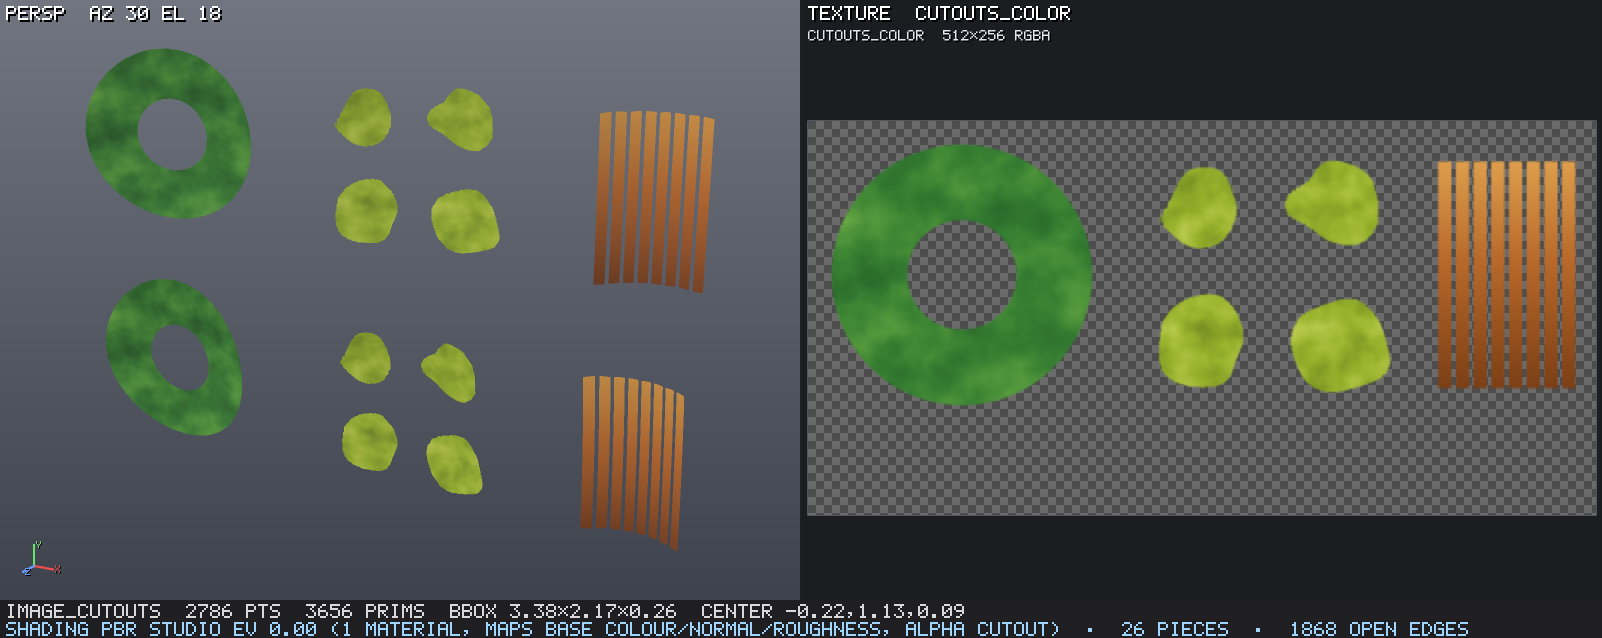 PERSP  AZ 30 EL 18
TEXTURE  CUTOUTS_COLOR
CUTOUTS_COLOR  512×256 RGBA
Y
X
Z
IMAGE_CUTOUTS  2786 PTS  3656 PRIMS  BBOX 3.38×2.17×0.26  CENTER -0.22,1.13,0.09
SHADING PBR STUDIO EV 0.00 (1 MATERIAL, MAPS BASE COLOUR/NORMAL/ROUGHNESS, ALPHA CUTOUT)  ·  26 PIECES  ·  1868 OPEN EDGES